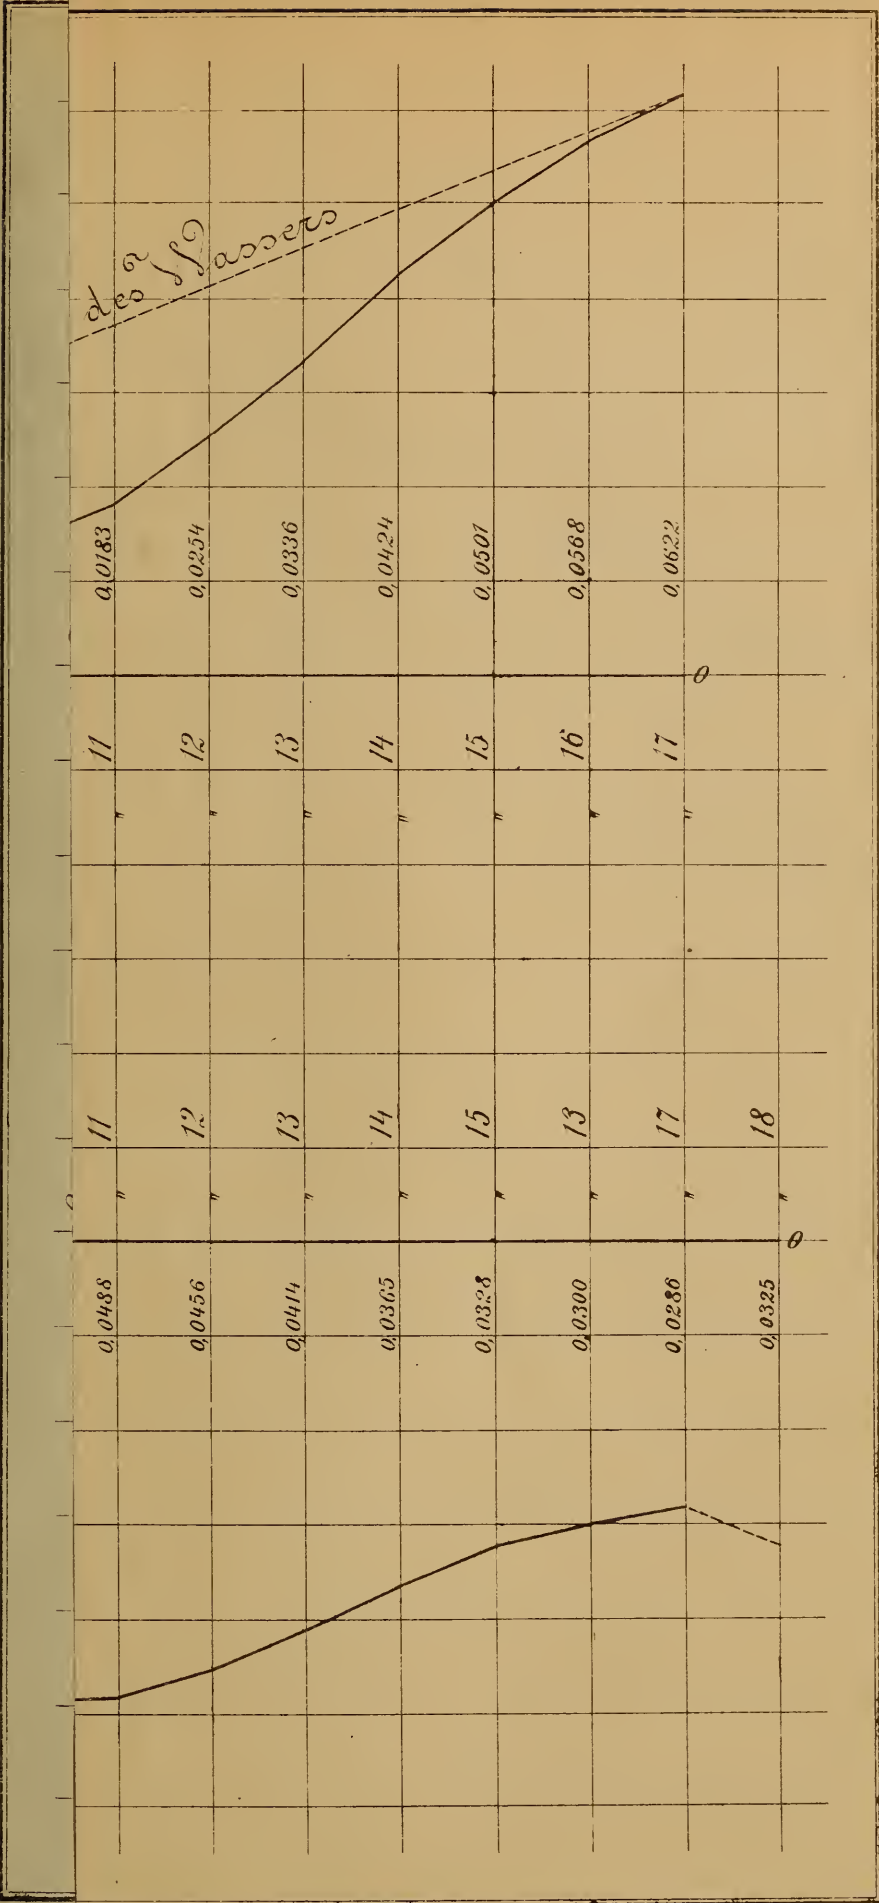 des Wassers
0,0183 0,0254 0,0336 0,0424 0,0501 0,0568 0,0622
0
11 12 13 14 15 16 17
" " " " " " "
11 12 13 14 15 13 17 18
" " " " " " " "
0
0,0488 0,0456 0,0414 0,0365 0,0328 0,0300 0,0286 0,0325